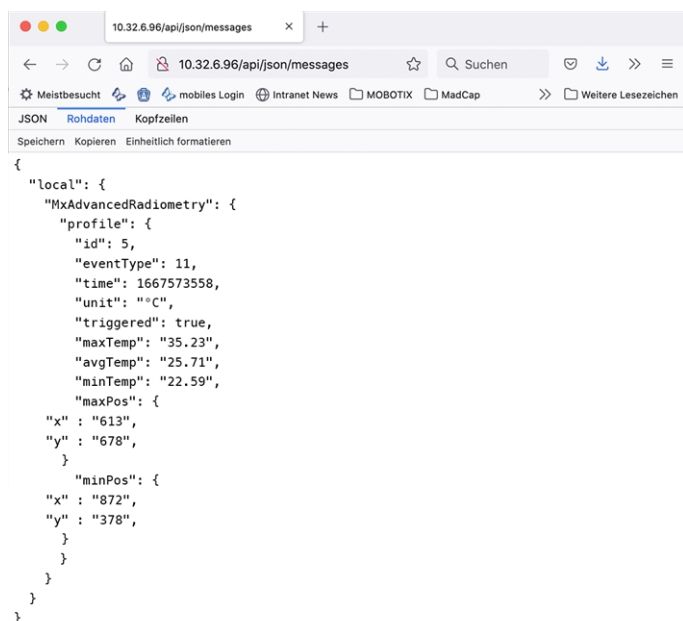 10.32.6.96/api/json/messages × +
10.32.6.96/api/json/messages Suchen
Meistbesucht mobiles Login Intranet News MOBOTIX MadCap Weitere Lesezeichen
JSON Rohdaten Kopfzeilen
Speichern Kopieren Einheitlich formatieren
{
  "local": {
    "MxAdvancedRadiometry": {
      "profile": {
        "id": 5,
        "eventType": 11,
        "time": 1667573558,
        "unit": "°C",
        "triggered": true,
        "maxTemp": "35.23",
        "avgTemp": "25.71",
        "minTemp": "22.59",
        "maxPos": {
    "x" : "613",
    "y" : "678",
      }
        "minPos": {
    "x" : "872",
    "y" : "378",
      }
      }
    }
  }
}